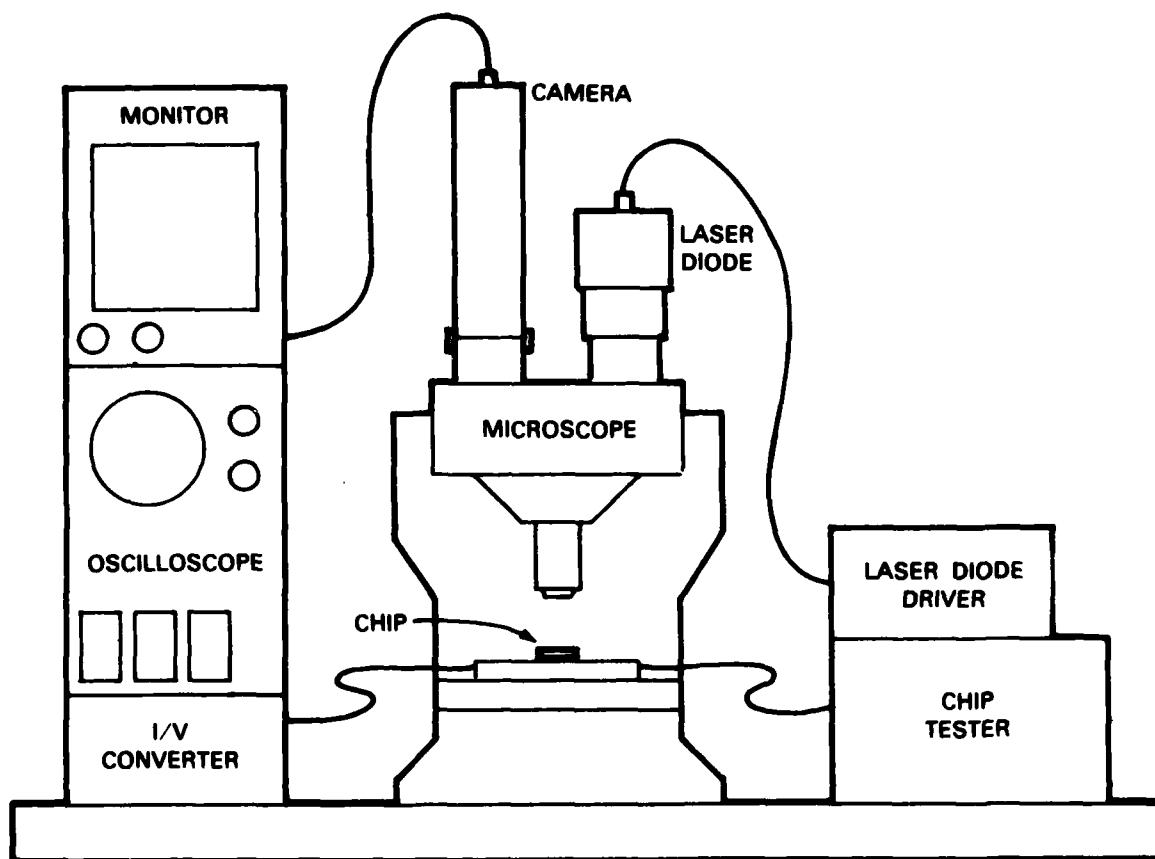 MONITOR
CAMERA
LASER
DIODE
MICROSCOPE
OSCILLOSCOPE
LASER DIODE
DRIVER
CHIP
I/V
CONVERTER
CHIP
TESTER